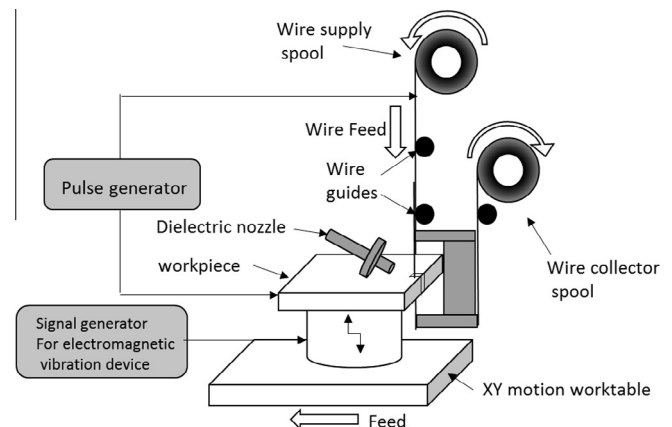 Wire supply
spool
Wire Feed
Wire
guides
Pulse generator
Dielectric nozzle
workpiece
Wire collector
spool
Signal generator
For electromagnetic
vibration device
XY motion worktable
Feed